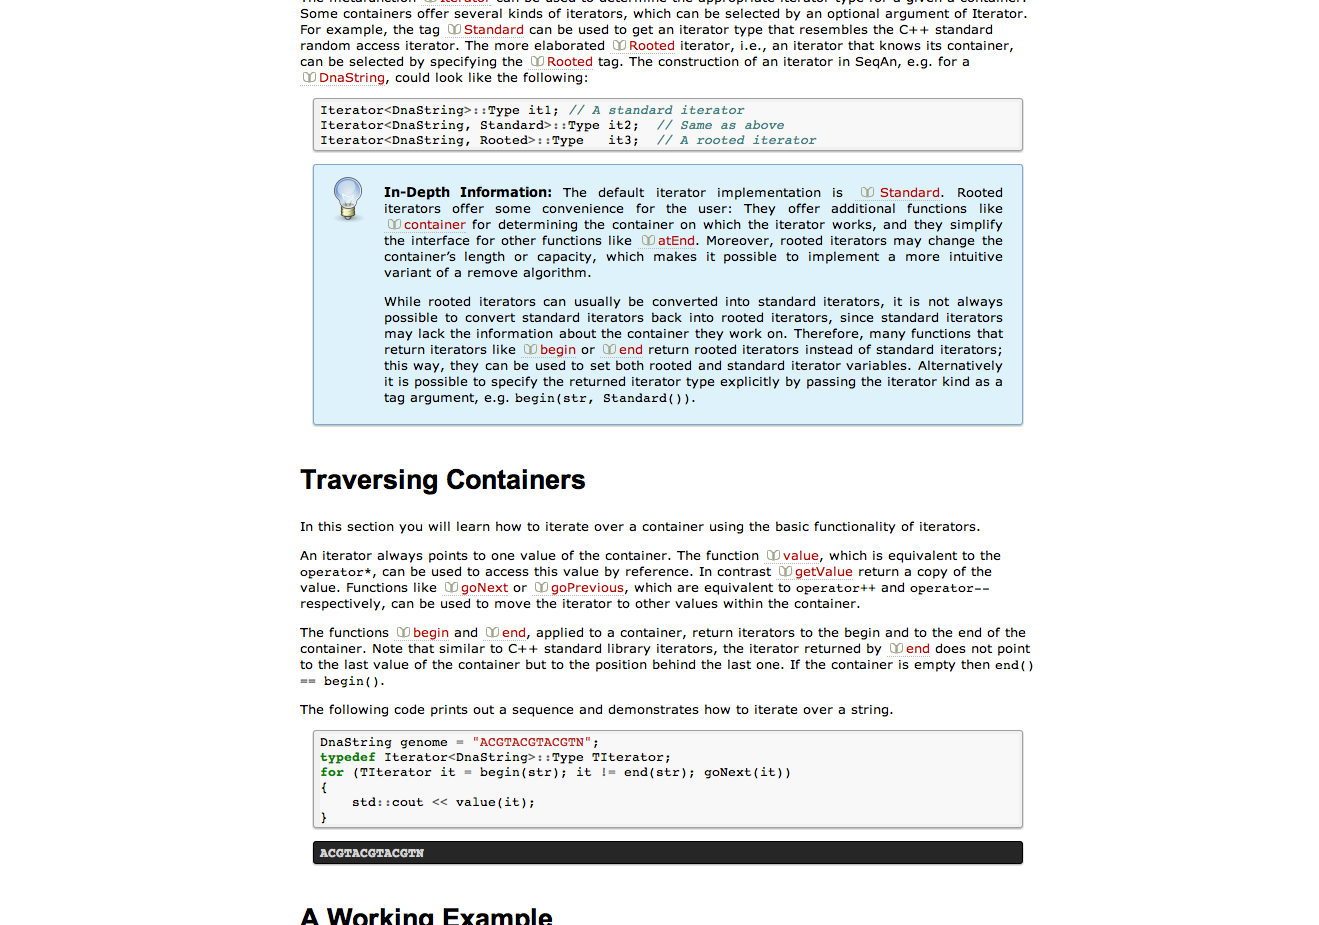 The metafunction Iterator can be used to determine the appropriate iterator type for a given a container.
Some containers offer several kinds of iterators, which can be selected by an optional argument of Iterator.
For example, the tag Standard can be used to get an iterator type that resembles the C++ standard
random access iterator. The more elaborated Rooted iterator, i.e., an iterator that knows its container,
can be selected by specifying the Rooted tag. The construction of an iterator in SeqAn, e.g. for a
DnaString, could look like the following:
Iterator<DnaString>::Type it1; // A standard iterator
Iterator<DnaString, Standard>::Type it2;  // Same as above
Iterator<DnaString, Rooted>::Type   it3;  // A rooted iterator
In-Depth Information: The default iterator implementation is Standard. Rooted
iterators offer some convenience for the user: They offer additional functions like
container for determining the container on which the iterator works, and they simplify
the interface for other functions like atEnd. Moreover, rooted iterators may change the
container's length or capacity, which makes it possible to implement a more intuitive
variant of a remove algorithm.
While rooted iterators can usually be converted into standard iterators, it is not always
possible to convert standard iterators back into rooted iterators, since standard iterators
may lack the information about the container they work on. Therefore, many functions that
return iterators like begin or end return rooted iterators instead of standard iterators;
this way, they can be used to set both rooted and standard iterator variables. Alternatively
it is possible to specify the returned iterator type explicitly by passing the iterator kind as a
tag argument, e.g. begin(str, Standard()).
Traversing Containers
In this section you will learn how to iterate over a container using the basic functionality of iterators.
An iterator always points to one value of the container. The function value, which is equivalent to the
operator*, can be used to access this value by reference. In contrast getValue return a copy of the
value. Functions like goNext or goPrevious, which are equivalent to operator++ and operator--
respectively, can be used to move the iterator to other values within the container.
The functions begin and end, applied to a container, return iterators to the begin and to the end of the
container. Note that similar to C++ standard library iterators, the iterator returned by end does not point
to the last value of the container but to the position behind the last one. If the container is empty then end()
== begin().
The following code prints out a sequence and demonstrates how to iterate over a string.
DnaString genome = "ACGTACGTACGTN";
typedef Iterator<DnaString>::Type TIterator;
for (TIterator it = begin(str); it != end(str); goNext(it))
{
    std::cout << value(it);
}
ACGTACGTACGTN
A Working Example